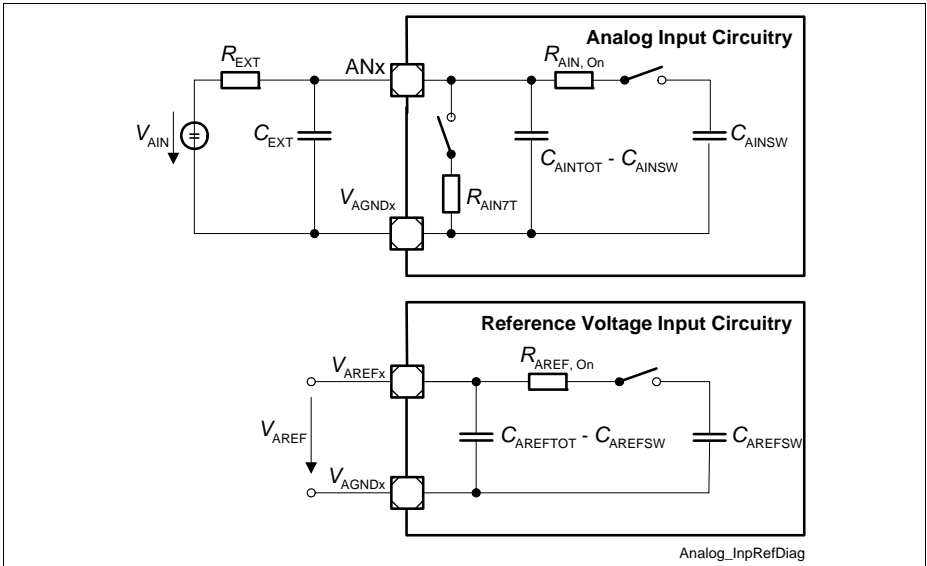 Analog Input Circuitry
R_EXT
ANx
R_AIN, On
V_AIN
C_EXT
C_AINTOT - C_AINSW
C_AINSW
V_AGNDx
R_AIN7T
Reference Voltage Input Circuitry
V_AREFx
R_AREF, On
V_AREF
C_AREFTOT - C_AREFSW
C_AREFSW
V_AGNDx
Analog_InpRefDiag